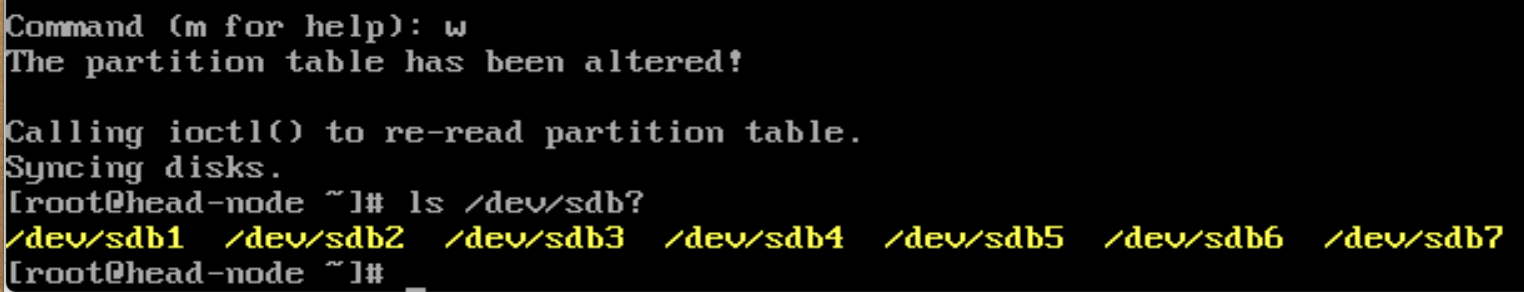 Command (m for help): w
The partition table has been altered!
Calling ioctl() to re-read partition table.
Syncing disks.
[root@head-node ~]# ls /dev/sdb?
/dev/sdb1  /dev/sdb2  /dev/sdb3  /dev/sdb4  /dev/sdb5  /dev/sdb6  /dev/sdb7
[root@head-node ~]# _